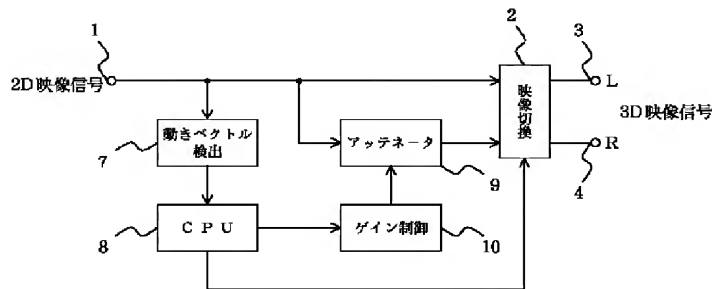 1
2
3
2D映像信号
L
3D映像信号
映像切換
動きベクトル
検出
アッテネータ
R
7
9
4
CPU
ゲイン制御
8
10